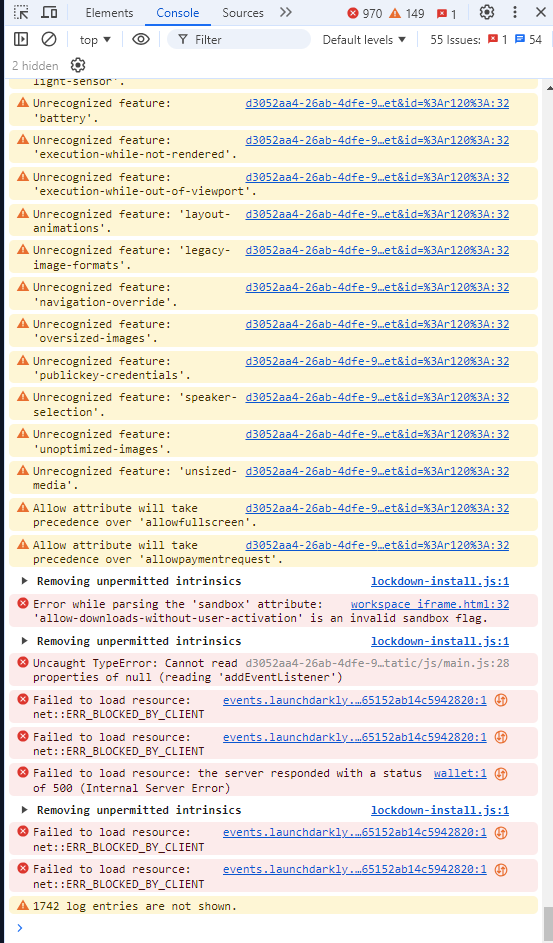 Elements Console Sources 970 149 1
top Filter Default levels 55 Issues: 1 54
2 hidden
light-sensor'.
Unrecognized feature: d3052aa4-26ab-4dfe-9…et&id=%3Ar120%3A:32
'battery'.
Unrecognized feature: d3052aa4-26ab-4dfe-9…et&id=%3Ar120%3A:32
'execution-while-not-rendered'.
Unrecognized feature: d3052aa4-26ab-4dfe-9…et&id=%3Ar120%3A:32
'execution-while-out-of-viewport'.
Unrecognized feature: 'layout- d3052aa4-26ab-4dfe-9…et&id=%3Ar120%3A:32
animations'.
Unrecognized feature: 'legacy- d3052aa4-26ab-4dfe-9…et&id=%3Ar120%3A:32
image-formats'.
Unrecognized feature: d3052aa4-26ab-4dfe-9…et&id=%3Ar120%3A:32
'navigation-override'.
Unrecognized feature: d3052aa4-26ab-4dfe-9…et&id=%3Ar120%3A:32
'oversized-images'.
Unrecognized feature: d3052aa4-26ab-4dfe-9…et&id=%3Ar120%3A:32
'publickey-credentials'.
Unrecognized feature: 'speaker- d3052aa4-26ab-4dfe-9…et&id=%3Ar120%3A:32
selection'.
Unrecognized feature: d3052aa4-26ab-4dfe-9…et&id=%3Ar120%3A:32
'unoptimized-images'.
Unrecognized feature: 'unsized- d3052aa4-26ab-4dfe-9…et&id=%3Ar120%3A:32
media'.
Allow attribute will take d3052aa4-26ab-4dfe-9…et&id=%3Ar120%3A:32
precedence over 'allowfullscreen'.
Allow attribute will take d3052aa4-26ab-4dfe-9…et&id=%3Ar120%3A:32
precedence over 'allowpaymentrequest'.
Removing unpermitted intrinsics lockdown-install.js:1
Error while parsing the 'sandbox' attribute: workspace iframe.html:32
'allow-downloads-without-user-activation' is an invalid sandbox flag.
Removing unpermitted intrinsics lockdown-install.js:1
Uncaught TypeError: Cannot read d3052aa4-26ab-4dfe-9…tatic/js/main.js:28
properties of null (reading 'addEventListener')
Failed to load resource: events.launchdarkly.…65152ab14c5942820:1
net::ERR_BLOCKED_BY_CLIENT
Failed to load resource: events.launchdarkly.…65152ab14c5942820:1
net::ERR_BLOCKED_BY_CLIENT
Failed to load resource: the server responded with a status wallet:1
of 500 (Internal Server Error)
Removing unpermitted intrinsics lockdown-install.js:1
Failed to load resource: events.launchdarkly.…65152ab14c5942820:1
net::ERR_BLOCKED_BY_CLIENT
Failed to load resource: events.launchdarkly.…65152ab14c5942820:1
net::ERR_BLOCKED_BY_CLIENT
1742 log entries are not shown.